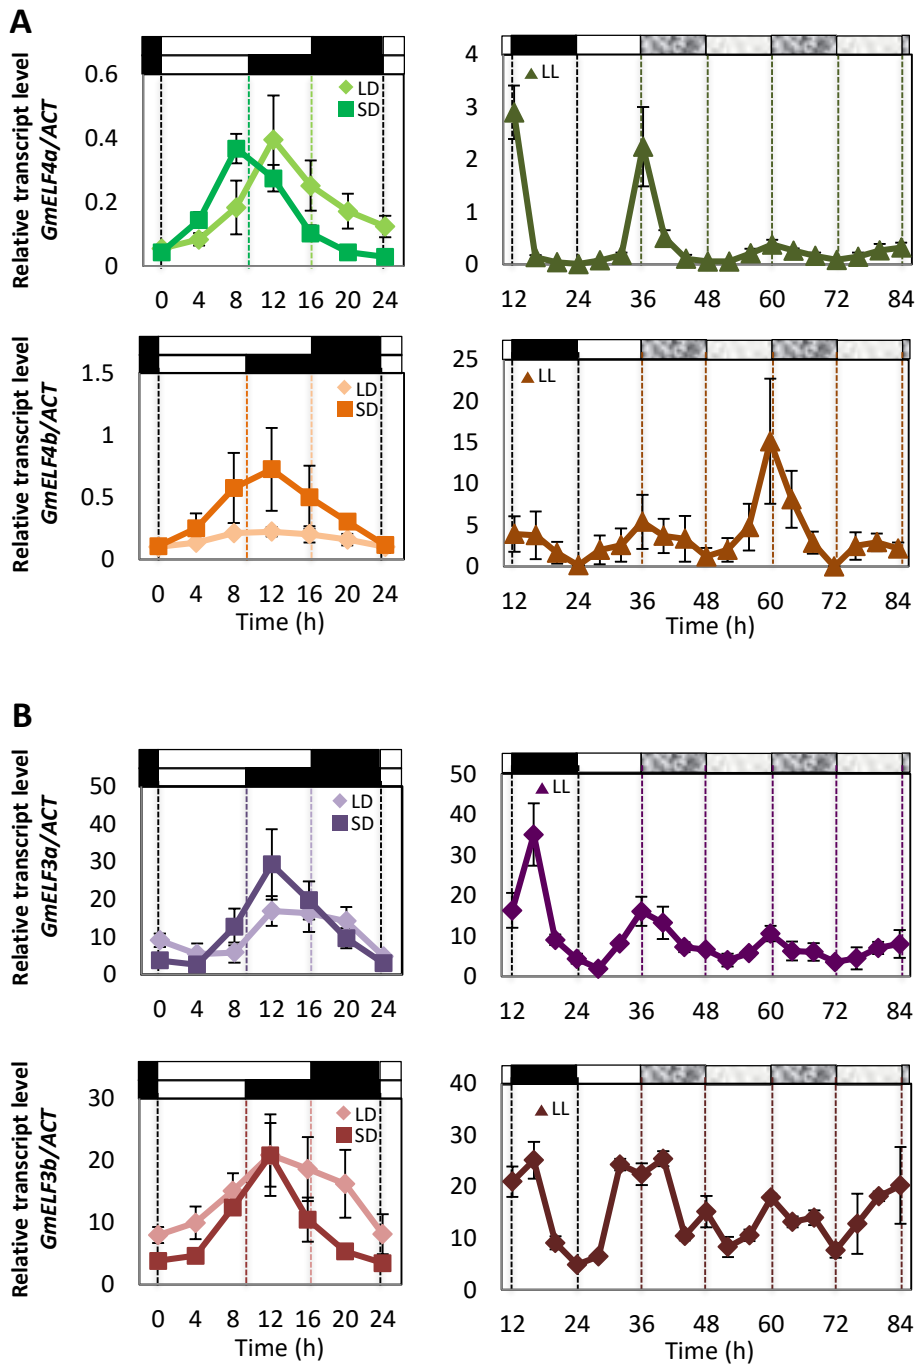 A
Relative transcript level
GmELF4a/ACT
0.6
0.4
0.2
0
LD
SD
0 4 8 12 16 20 24
4
3
2
1
0
LL
12 24 36 48 60 72 84
Relative transcript level
GmELF4b/ACT
1.5
1
0.5
0
LD
SD
0 4 8 12 16 20 24
Time (h)
25
20
15
10
5
0
LL
12 24 36 48 60 72 84
Time (h)
B
Relative transcript level
GmELF3a/ACT
50
40
30
20
10
0
LD
SD
0 4 8 12 16 20 24
50
40
30
20
10
0
LL
12 24 36 48 60 72 84
Relative transcript level
GmELF3b/ACT
30
20
10
0
LD
SD
0 4 8 12 16 20 24
Time (h)
40
30
20
10
0
LL
12 24 36 48 60 72 84
Time (h)